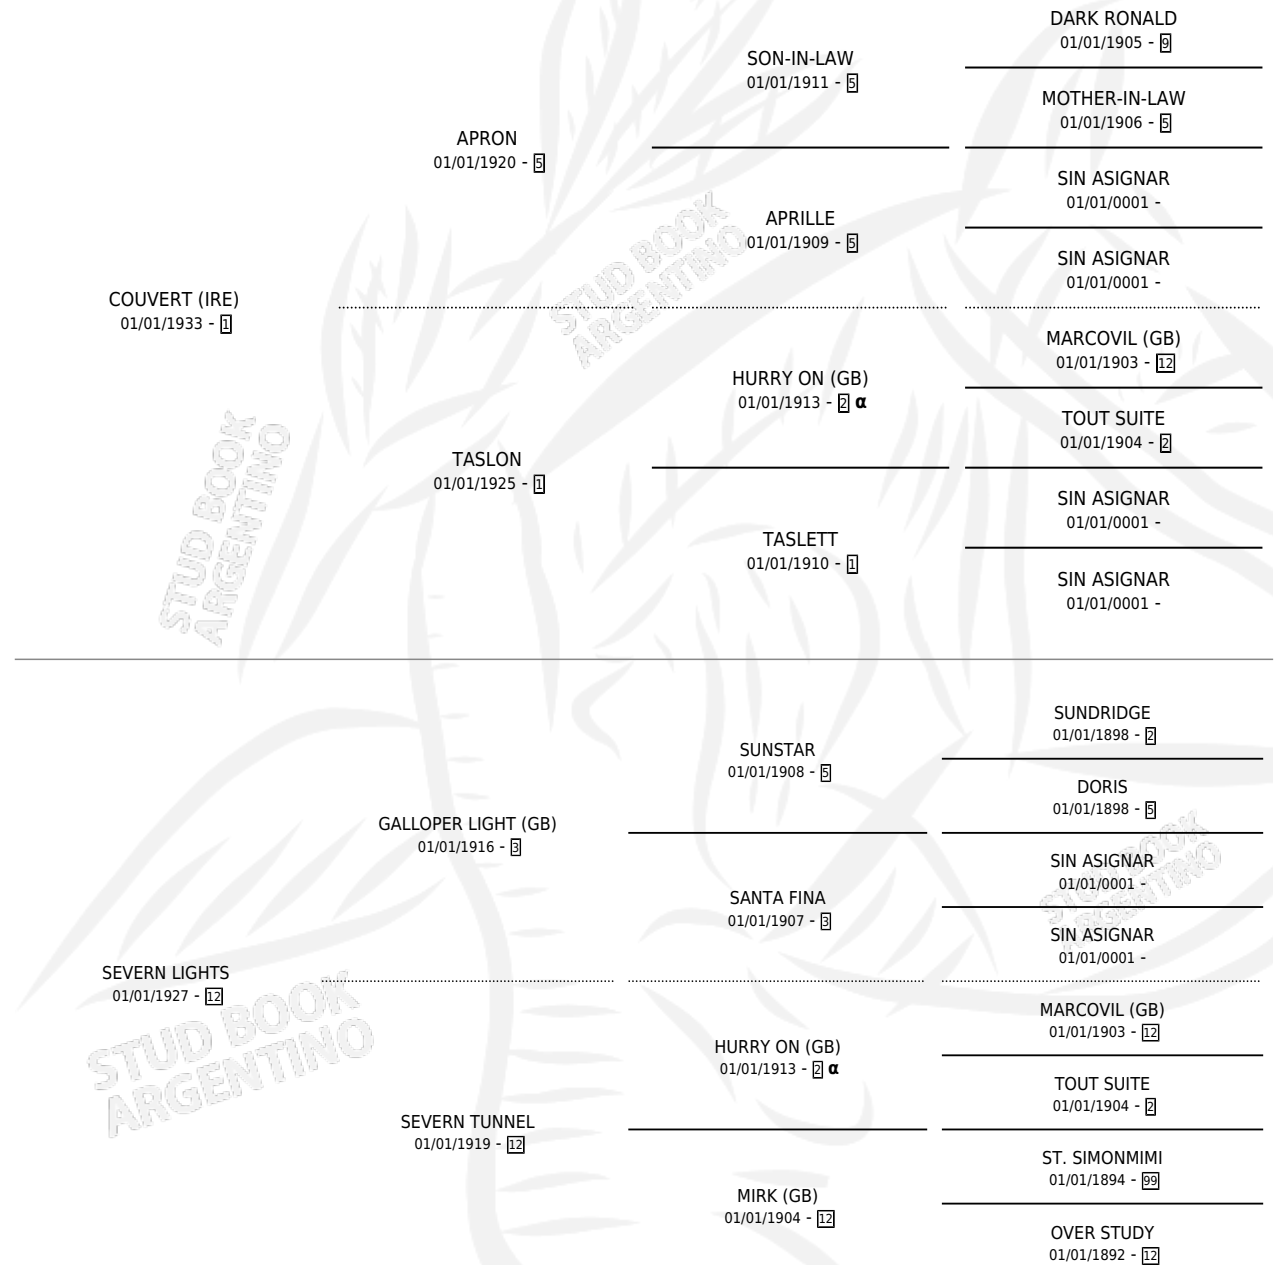 DARK RONALD
01/01/1905 - 9
SON-IN-LAW
01/01/1911 - 5
MOTHER-IN-LAW
01/01/1906 - 5
APRON
01/01/1920 - 5
SIN ASIGNAR
01/01/0001 -
APRILLE
01/01/1909 - 5
SIN ASIGNAR
01/01/0001 -
COUVERT (IRE)
01/01/1933 - 1
MARCOVIL (GB)
01/01/1903 - 12
HURRY ON (GB)
01/01/1913 - 2 α
TOUT SUITE
01/01/1904 - 2
TASLON
01/01/1925 - 1
SIN ASIGNAR
01/01/0001 -
TASLETT
01/01/1910 - 1
SIN ASIGNAR
01/01/0001 -
SUNDRIDGE
01/01/1898 - 2
SUNSTAR
01/01/1908 - 5
DORIS
01/01/1898 - 5
GALLOPER LIGHT (GB)
01/01/1916 - 3
SIN ASIGNAR
01/01/0001 -
SANTA FINA
01/01/1907 - 3
SIN ASIGNAR
01/01/0001 -
SEVERN LIGHTS
01/01/1927 - 12
MARCOVIL (GB)
01/01/1903 - 12
HURRY ON (GB)
01/01/1913 - 2 α
TOUT SUITE
01/01/1904 - 2
SEVERN TUNNEL
01/01/1919 - 12
ST. SIMONMIMI
01/01/1894 - 99
MIRK (GB)
01/01/1904 - 12
OVER STUDY
01/01/1892 - 12
STUD BOOK
ARGENTINO
STUD BOOK
ARGENTINO
STUD BOOK
ARGENTINO
STUD BOOK
ARGENTINO